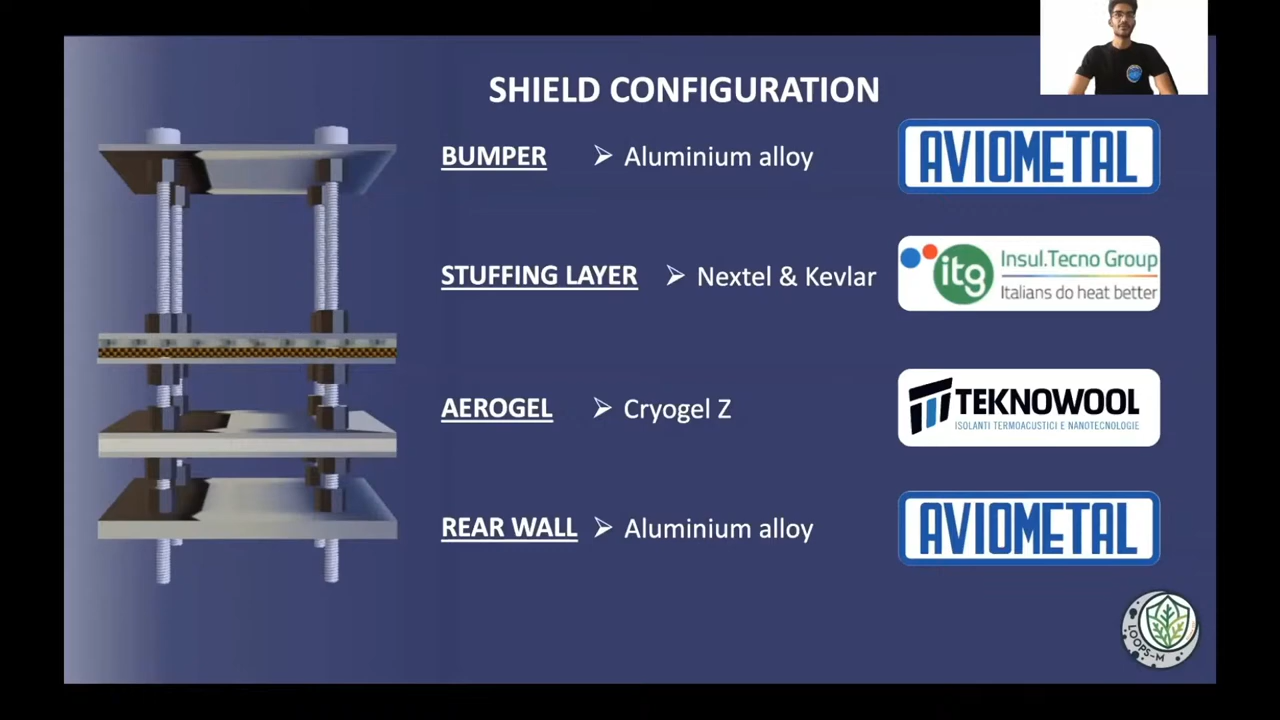 SHIELD CONFIGURATION
BUMPER ➢ Aluminium alloy
AVIOMETAL
STUFFING LAYER ➢ Nextel & Kevlar
itg Insul.Tecno Group
Italians do heat better
AEROGEL ➢ Cryogel Z
TEKNOWOOL
ISOLANTI TERMOACUSTICI E NANOTECNOLOGIE
REAR WALL ➢ Aluminium alloy
AVIOMETAL
LOOPS-M